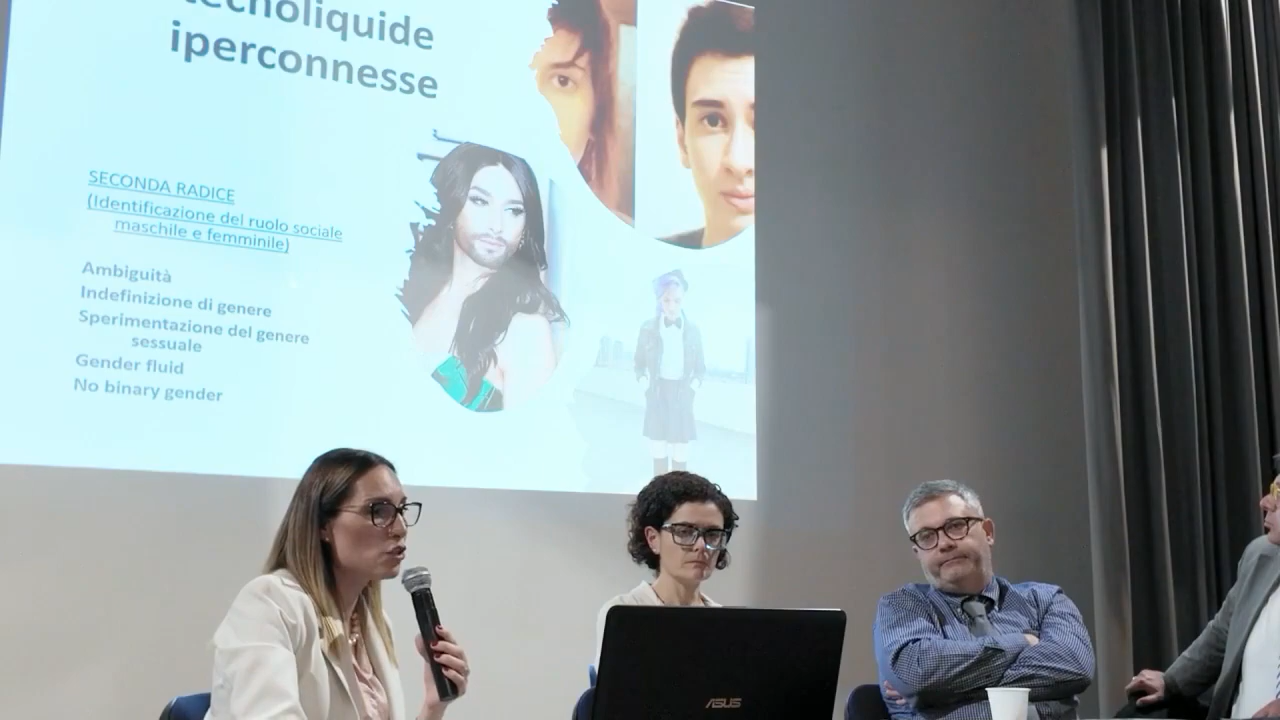 tecnoliquide
iperconnesse
SECONDA RADICE
(Identificazione del ruolo sociale
maschile e femminile)
Ambiguità
Indefinizione di genere
Sperimentazione del genere
sessuale
Gender fluid
No binary gender
ASUS